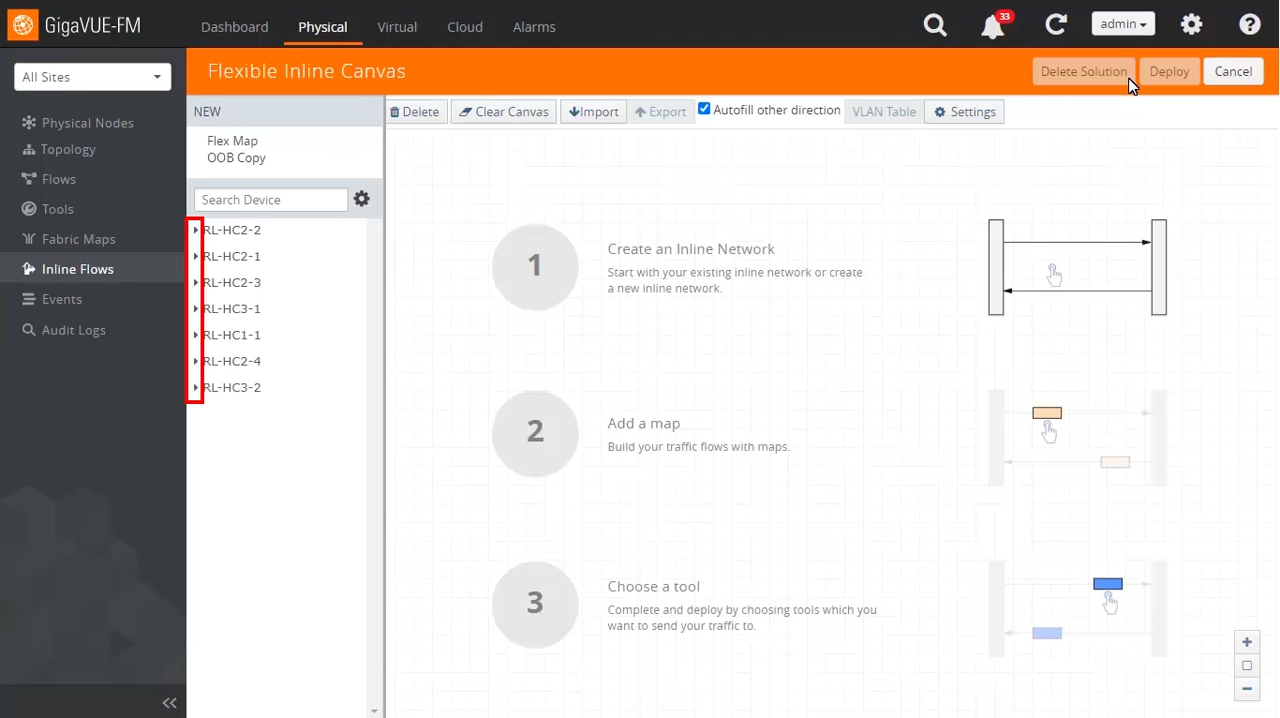 GigaVUE-FM
Dashboard
Physical
Virtual
Cloud
Alarms
33
admin
All Sites
Flexible Inline Canvas
Delete Solution
Deploy
Cancel
Physical Nodes
Topology
Flows
Tools
Fabric Maps
Inline Flows
Events
Audit Logs
NEW
Flex Map
OOB Copy
Search Device
RL-HC2-2
RL-HC2-1
RL-HC2-3
RL-HC3-1
RL-HC1-1
RL-HC2-4
RL-HC3-2
Delete
Clear Canvas
Import
Export
Autofill other direction
VLAN Table
Settings
1
Create an Inline Network
Start with your existing inline network or create
a new inline network.
2
Add a map
Build your traffic flows with maps.
3
Choose a tool
Complete and deploy by choosing tools which you
want to send your traffic to.